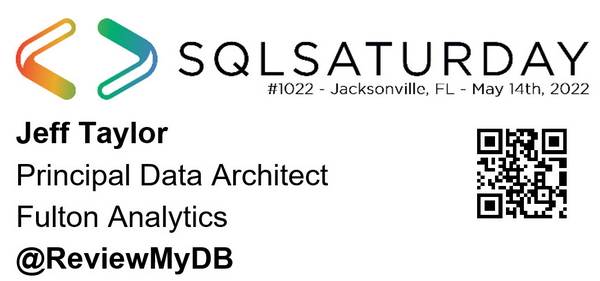 SQLSATURDAY
#1022 - Jacksonville, FL - May 14th, 2022
Jeff Taylor
Principal Data Architect
Fulton Analytics
@ReviewMyDB